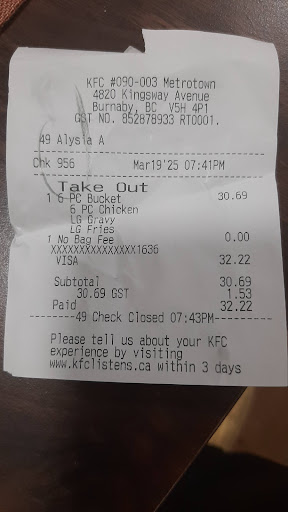 KFC #090-003 Metrotown
4820 Kingsway Avenue
Burnaby, BC V5H 4P1
GST NO. 852878933 RT0001.
49 Alysia A
Chk 956 Mar19'25 07:41PM
Take Out
1 6 PC Bucket 30.69
6 PC Chicken
LG Gravy
LG Fries
1 No Bag Fee 0.00
XXXXXXXXXXXXXXX1636
VISA 32.22
Subtotal 30.69
30.69 GST 1.53
Paid 32.22
------49 Check Closed 07:43PM----------
Please tell us about your KFC
experience by visiting
www.kfclistens.ca within 3 days